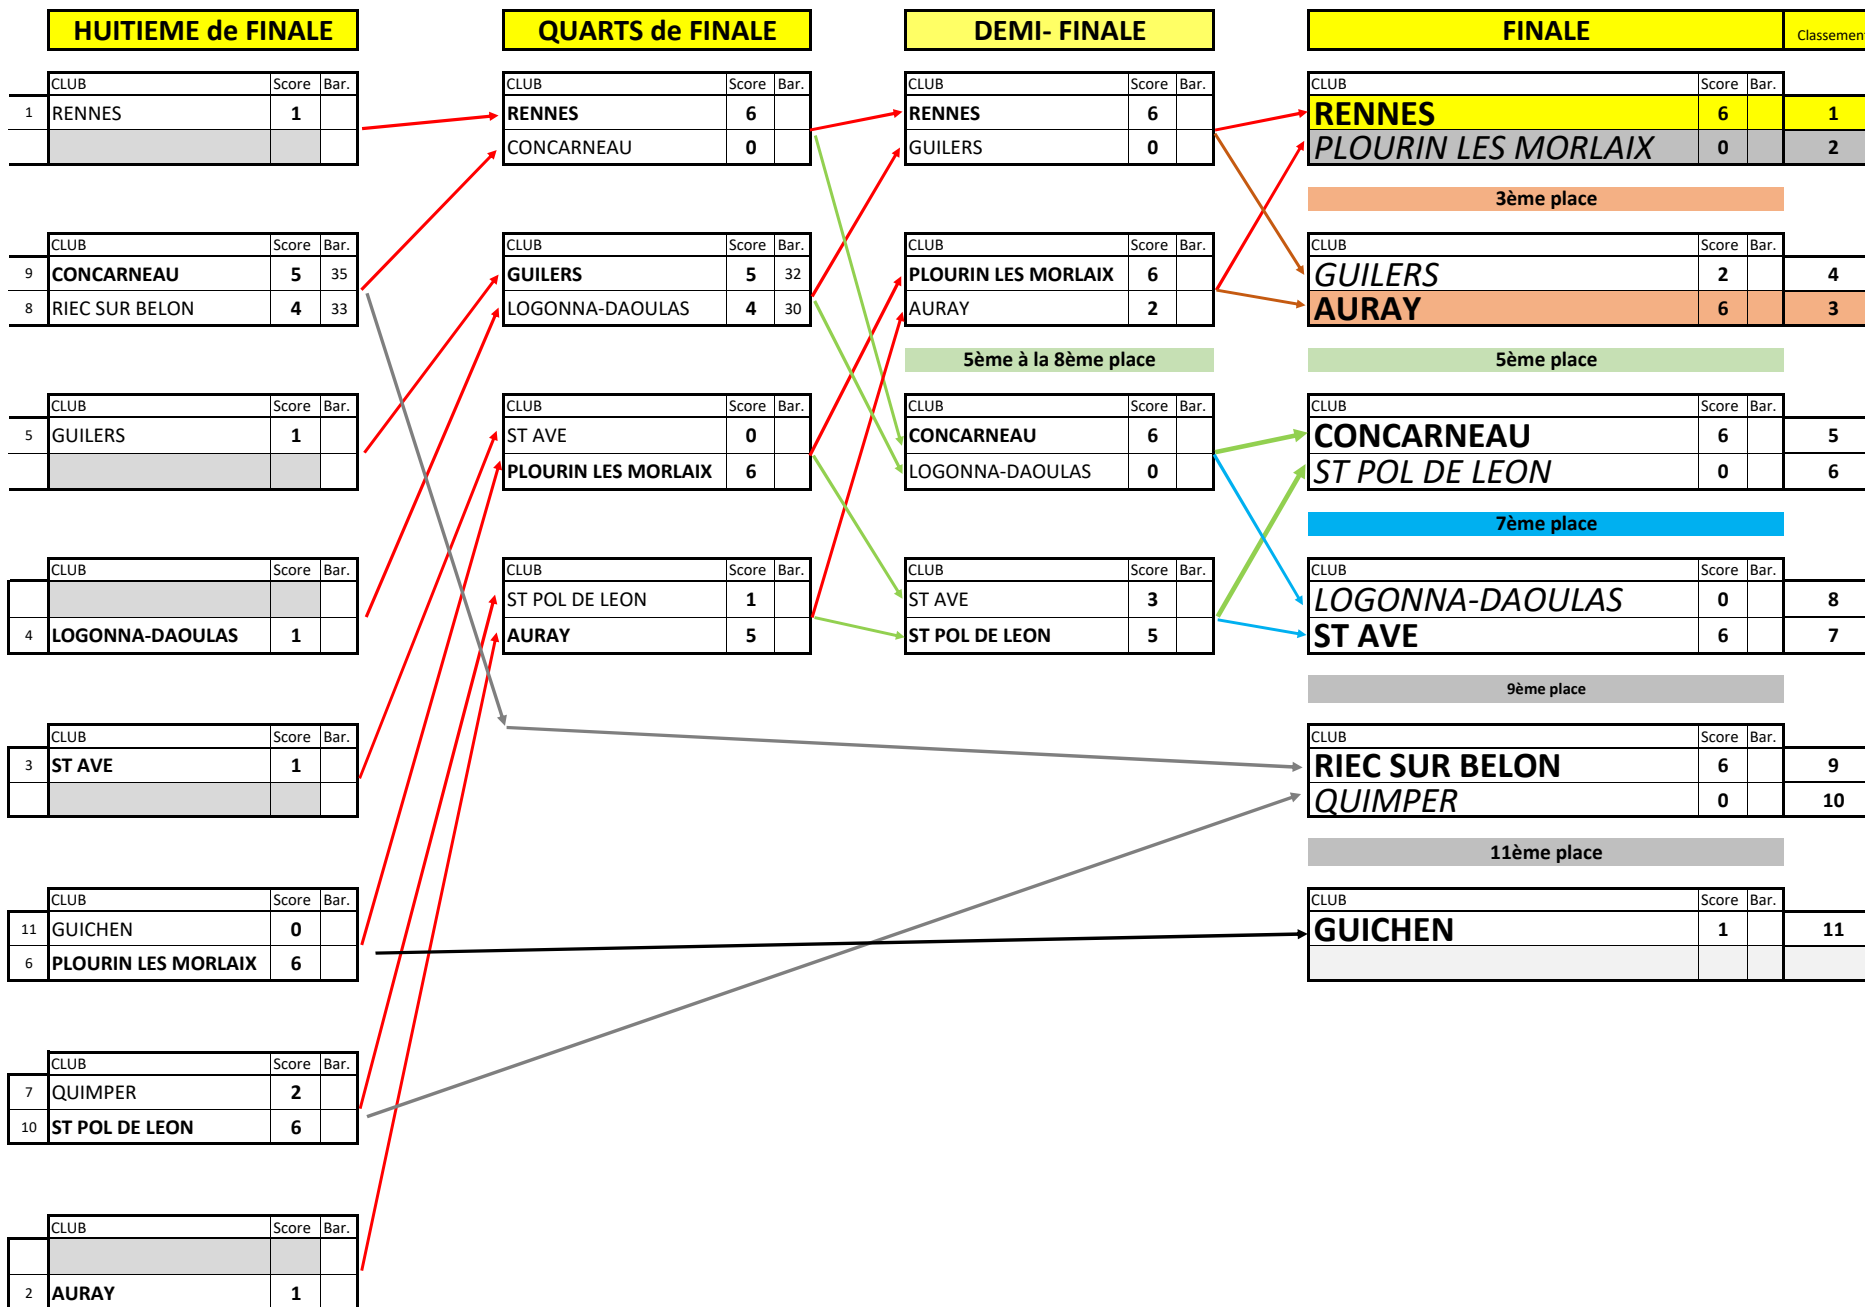 HUITIEME de FINALE
QUARTS de FINALE
DEMI- FINALE
FINALE
Classement
CLUB Score Bar.
1 RENNES 1
CLUB Score Bar.
9 CONCARNEAU 5 35
8 RIEC SUR BELON 4 33
CLUB Score Bar.
5 GUILERS 1
CLUB Score Bar.
4 LOGONNA-DAOULAS 1
CLUB Score Bar.
3 ST AVE 1
CLUB Score Bar.
11 GUICHEN 0
6 PLOURIN LES MORLAIX 6
CLUB Score Bar.
7 QUIMPER 2
10 ST POL DE LEON 6
CLUB Score Bar.
2 AURAY 1
CLUB Score Bar.
RENNES 6
CONCARNEAU 0
CLUB Score Bar.
GUILERS 5 32
LOGONNA-DAOULAS 4 30
CLUB Score Bar.
ST AVE 0
PLOURIN LES MORLAIX 6
CLUB Score Bar.
ST POL DE LEON 1
AURAY 5
CLUB Score Bar.
RENNES 6
GUILERS 0
CLUB Score Bar.
PLOURIN LES MORLAIX 6
AURAY 2
5ème à la 8ème place
CLUB Score Bar.
CONCARNEAU 6
LOGONNA-DAOULAS 0
CLUB Score Bar.
ST AVE 3
ST POL DE LEON 5
CLUB Score Bar.
RENNES 6 1
PLOURIN LES MORLAIX 0 2
3ème place
CLUB Score Bar.
GUILERS 2 4
AURAY 6 3
5ème place
CLUB Score Bar.
CONCARNEAU 6 5
ST POL DE LEON 0 6
7ème place
CLUB Score Bar.
LOGONNA-DAOULAS 0 8
ST AVE 6 7
9ème place
CLUB Score Bar.
RIEC SUR BELON 6 9
QUIMPER 0 10
11ème place
CLUB Score Bar.
GUICHEN 1 11